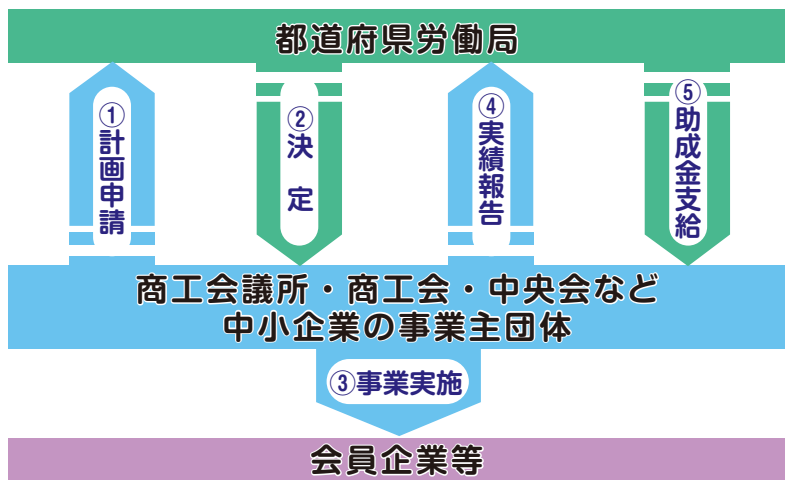 都道府県労働局
①計画申請
②決 定
④実績報告
⑤助成金支給
商工会議所・商工会・中央会など
中小企業の事業主団体
③事業実施
会員企業等